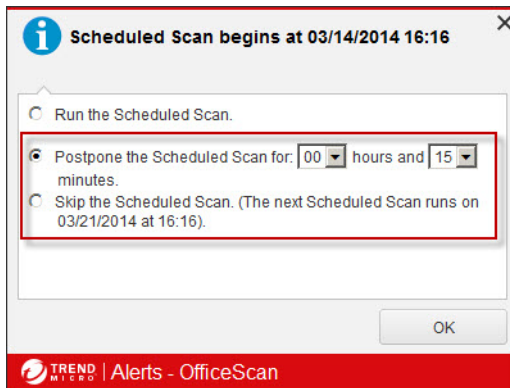 Scheduled Scan begins at 03/14/2014 16:16
Run the Scheduled Scan.
Postpone the Scheduled Scan for: 00 hours and 15
minutes.
Skip the Scheduled Scan. (The next Scheduled Scan runs on
03/21/2014 at 16:16).
OK
TREND MICRO | Alerts - OfficeScan